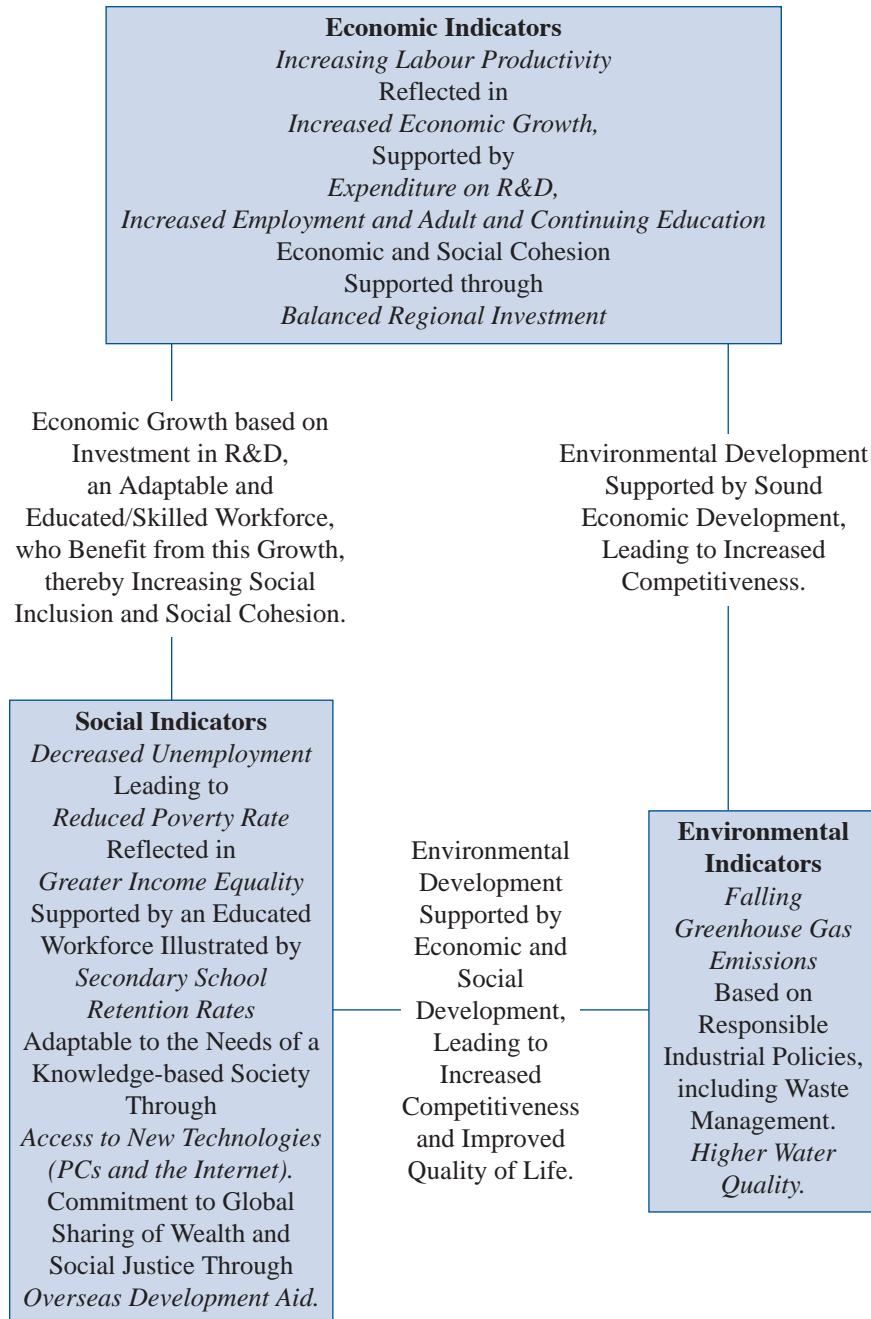 Economic Indicators
Increasing Labour Productivity
Reflected in
Increased Economic Growth,
Supported by
Expenditure on R&D,
Increased Employment and Adult and Continuing Education
Economic and Social Cohesion
Supported through
Balanced Regional Investment
Economic Growth based on
Investment in R&D,
an Adaptable and
Educated/Skilled Workforce,
who Benefit from this Growth,
thereby Increasing Social
Inclusion and Social Cohesion.
Environmental Development
Supported by Sound
Economic Development,
Leading to Increased
Competitiveness.
Social Indicators
Decreased Unemployment
Leading to
Reduced Poverty Rate
Reflected in
Greater Income Equality
Supported by an Educated
Workforce Illustrated by
Secondary School
Retention Rates
Adaptable to the Needs of a
Knowledge-based Society
Through
Access to New Technologies
(PCs and the Internet).
Commitment to Global
Sharing of Wealth and
Social Justice Through
Overseas Development Aid.
Environmental
Development
Supported by
Economic and
Social
Development,
Leading to
Increased
Competitiveness
and Improved
Quality of Life.
Environmental
Indicators
Falling
Greenhouse Gas
Emissions
Based on
Responsible
Industrial Policies,
including Waste
Management.
Higher Water
Quality.